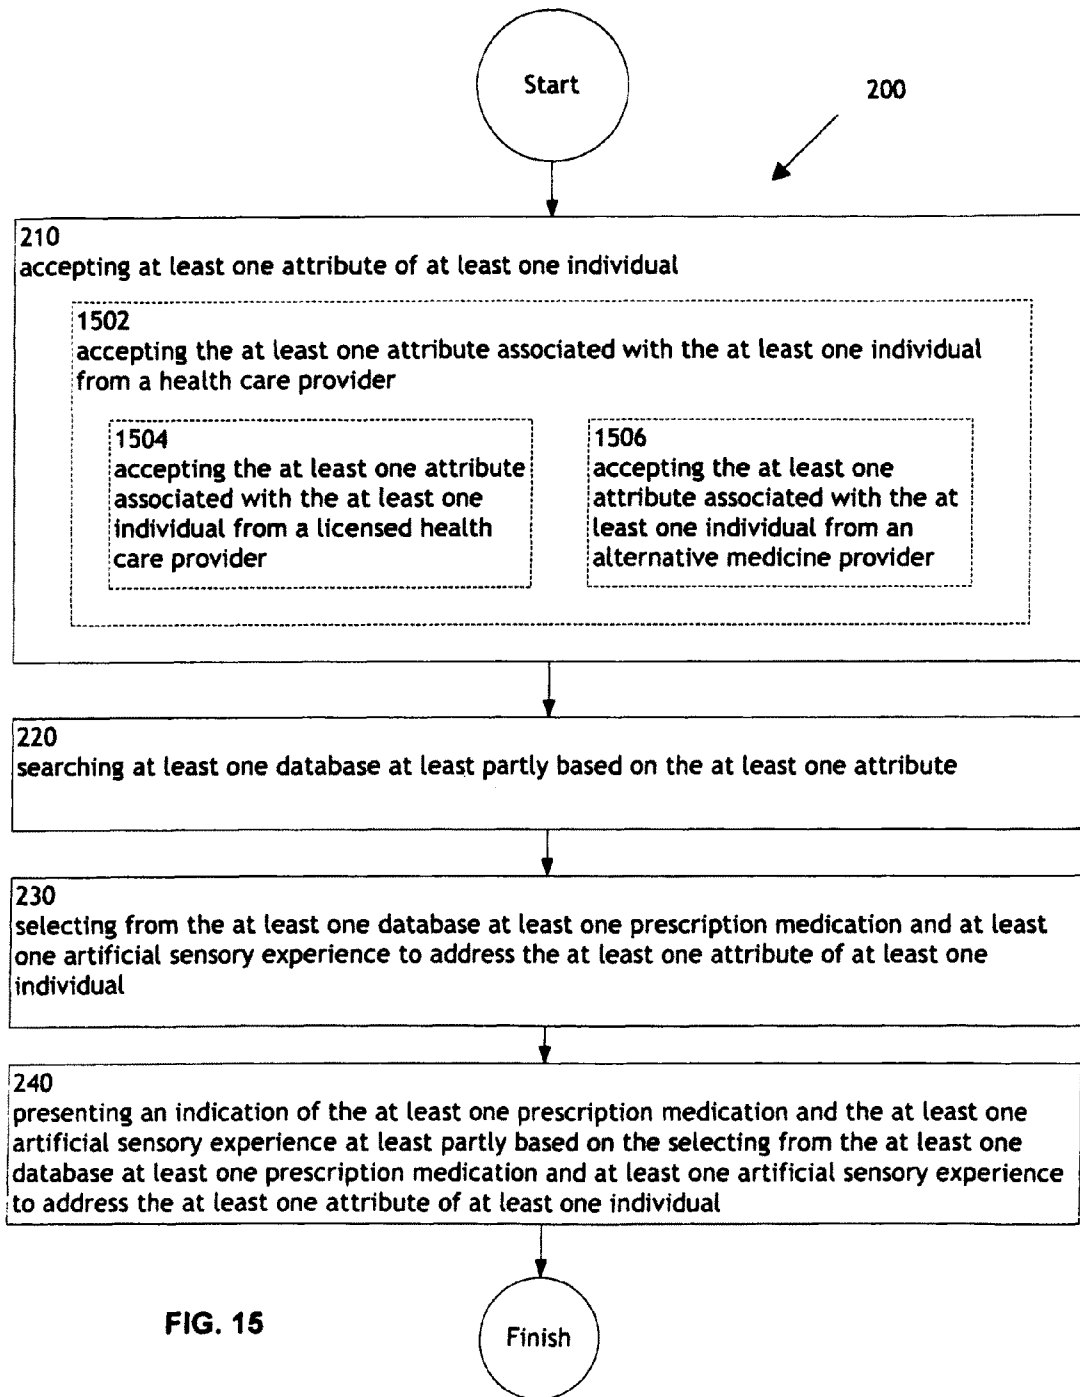 Start
200
210
accepting at least one attribute of at least one individual
1502
accepting the at least one attribute associated with the at least one individual
from a health care provider
1504
accepting the at least one attribute
associated with the at least one
individual from a licensed health
care provider
1506
accepting the at least one
attribute associated with the at
least one individual from an
alternative medicine provider
220
searching at least one database at least partly based on the at least one attribute
230
selecting from the at least one database at least one prescription medication and at least
one artificial sensory experience to address the at least one attribute of at least one
individual
240
presenting an indication of the at least one prescription medication and the at least one
artificial sensory experience at least partly based on the selecting from the at least one
database at least one prescription medication and at least one artificial sensory experience
to address the at least one attribute of at least one individual
FIG. 15
Finish